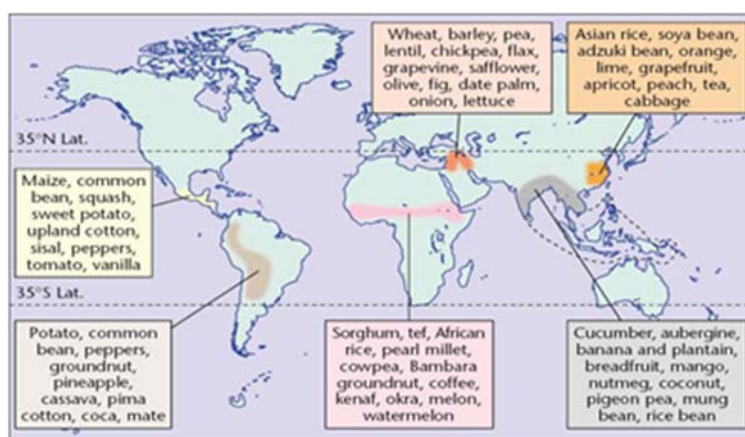 Wheat, barley, pea,
lentil, chickpea, flax,
grapevine, safflower,
olive, fig, date palm,
onion, lettuce
Asian rice, soya bean,
adzuki bean, orange,
lime, grapefruit,
apricot, peach, tea,
cabbage
35°N Lat.
Maize, common
bean, squash,
sweet potato,
upland cotton,
sisal, peppers,
tomato, vanilla
35°S Lat.
Potato, common
bean, peppers,
groundnut,
pineapple,
cassava, pima
cotton, coca, mate
Sorghum, tef, African
rice, pearl millet,
cowpea, Bambara
groundnut, coffee,
kenaf, okra, melon,
watermelon
Cucumber, aubergine,
banana and plantain,
breadfruit, mango,
nutmeg, coconut,
pigeon pea, mung
bean, rice bean